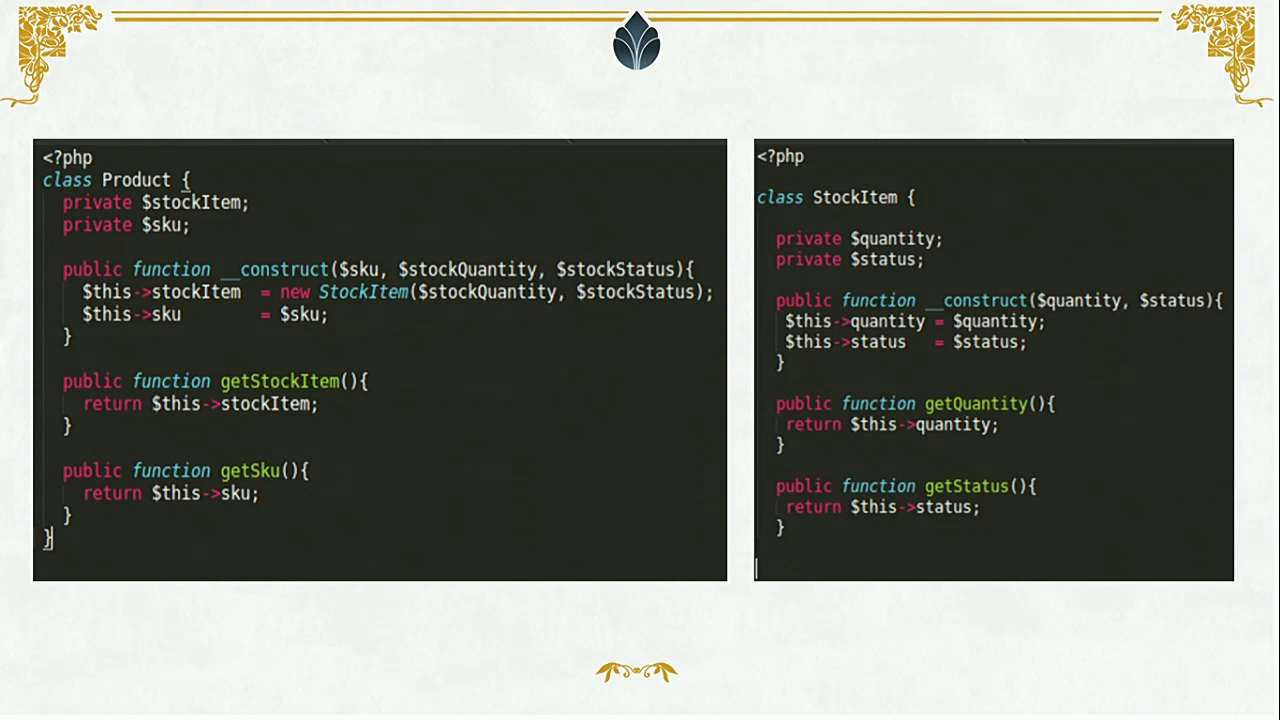 <?php
class Product {
  private $stockItem;
  private $sku;

  public function __construct($sku, $stockQuantity, $stockStatus){
    $this->stockItem  = new StockItem($stockQuantity, $stockStatus);
    $this->sku        = $sku;
  }

  public function getStockItem(){
    return $this->stockItem;
  }

  public function getSku(){
    return $this->sku;
  }
}
<?php

class StockItem {

  private $quantity;
  private $status;

  public function __construct($quantity, $status){
   $this->quantity = $quantity;
   $this->status   = $status;
  }

  public function getQuantity(){
   return $this->quantity;
  }

  public function getStatus(){
   return $this->status;
  }